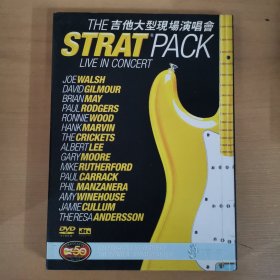 THE 吉他大型現場演唱會
STRAT PACK
LIVE IN CONCERT
JOE WALSH
DAVID GILMOUR
BRIAN MAY
PAUL RODGERS
RONNIE WOOD
HANK MARVIN
THE CRICKETS
ALBERT LEE
GARY MOORE
MIKE RUTHERFORD
PAUL CARRACK
PHIL MANZANERA
AMY WINEHOUSE
JAMIE CULLUM
THERESA ANDERSSON
DVD dts
50